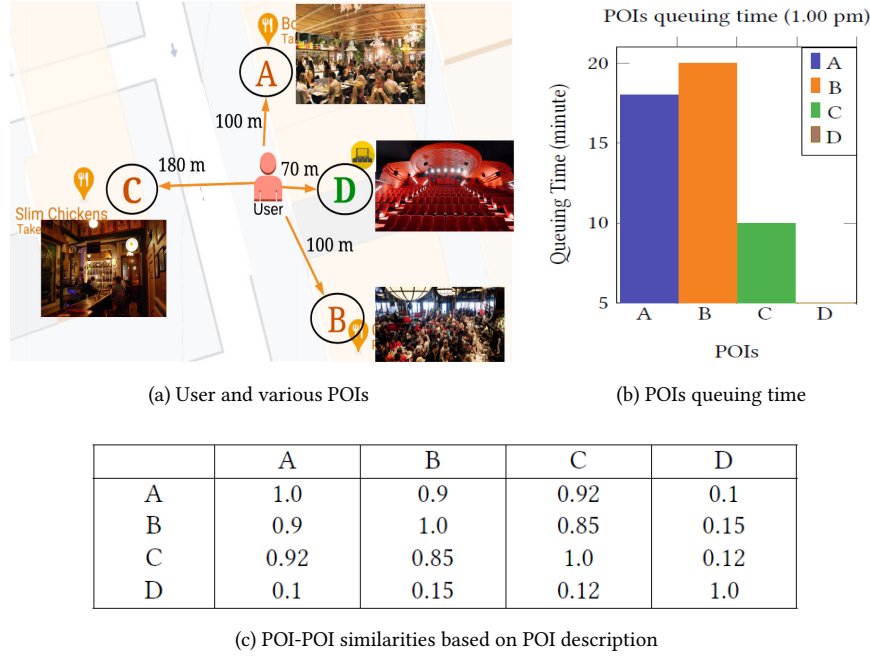 Bo
Ta
A
100 m
180 m
70 m
C
D
User
Slim Chickens
Take
100 m
B
(a) User and various POIs
POIs queuing time (1.00 pm)
Queuing Time (minute)
20
15
10
5
A
B
C
D
A
B
C
D
POIs
(b) POIs queuing time
A B C D
A 1.0 0.9 0.92 0.1
B 0.9 1.0 0.85 0.15
C 0.92 0.85 1.0 0.12
D 0.1 0.15 0.12 1.0
(c) POI-POI similarities based on POI description